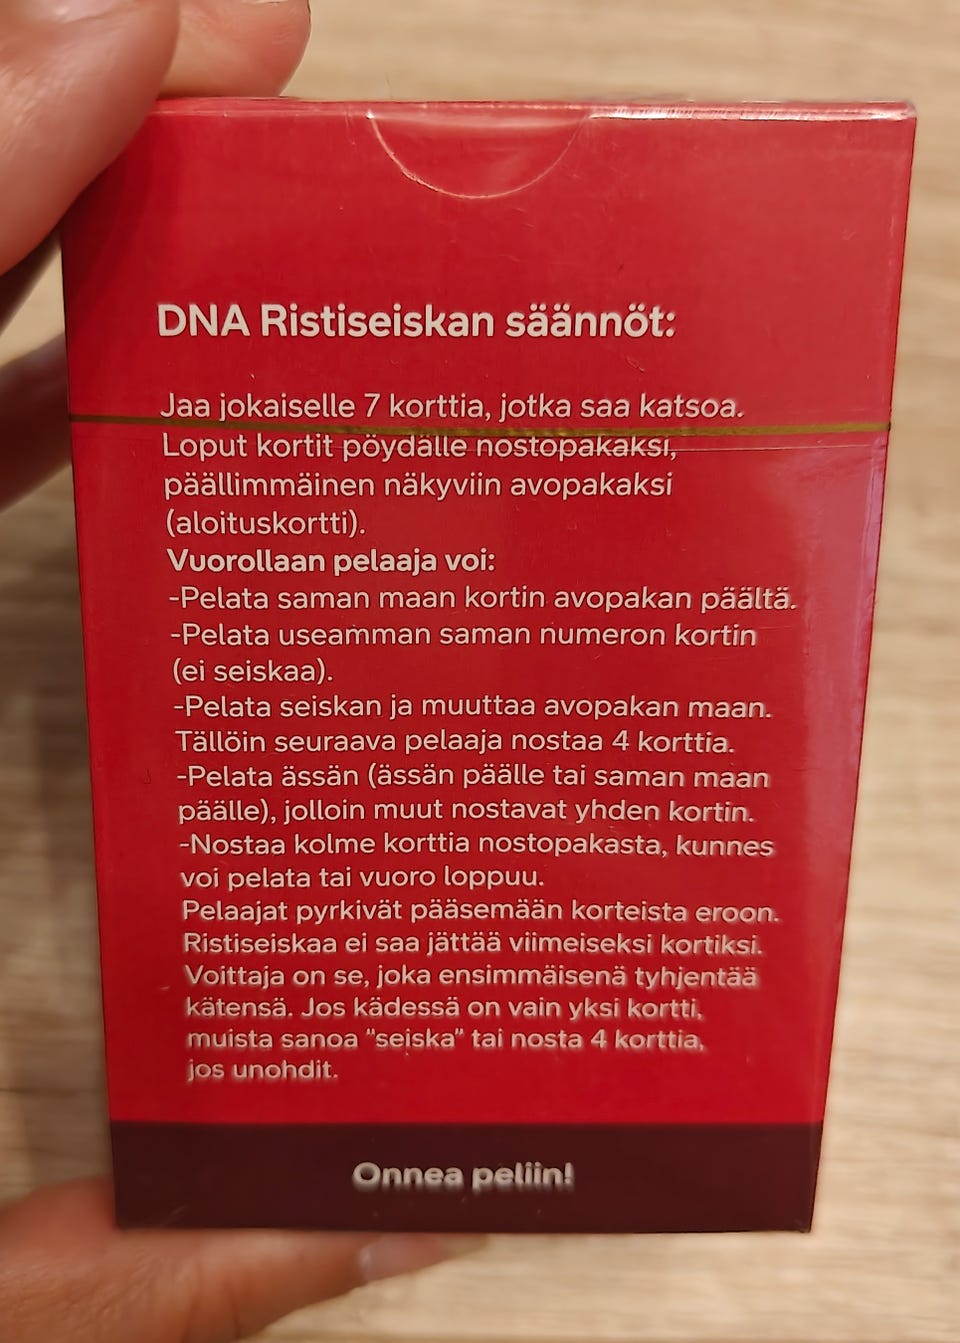 DNA Ristiseiskan säännöt:
Jaa jokaiselle 7 korttia, jotka saa katsoa.
Loput kortit pöydälle nostopakaksi,
päällimmäinen näkyviin avopakaksi
(aloituskortti).
Vuorollaan pelaaja voi:
-Pelata saman maan kortin avopakan päältä.
-Pelata useamman saman numeron kortin
(ei seiskaa).
-Pelata seiskan ja muuttaa avopakan maan.
Tällöin seuraava pelaaja nostaa 4 korttia.
-Pelata ässän (ässän päälle tai saman maan
päälle), jolloin muut nostavat yhden kortin.
-Nostaa kolme korttia nostopakasta, kunnes
voi pelata tai vuoro loppuu.
Pelaajat pyrkivät pääsemään korteista eroon.
Ristiseiskaa ei saa jättää viimeiseksi kortiksi.
Voittaja on se, joka ensimmäisenä tyhjentää
kätensä. Jos kädessä on vain yksi kortti,
muista sanoa "seiska" tai nosta 4 korttia,
jos unohdit.
Onnea peliin!